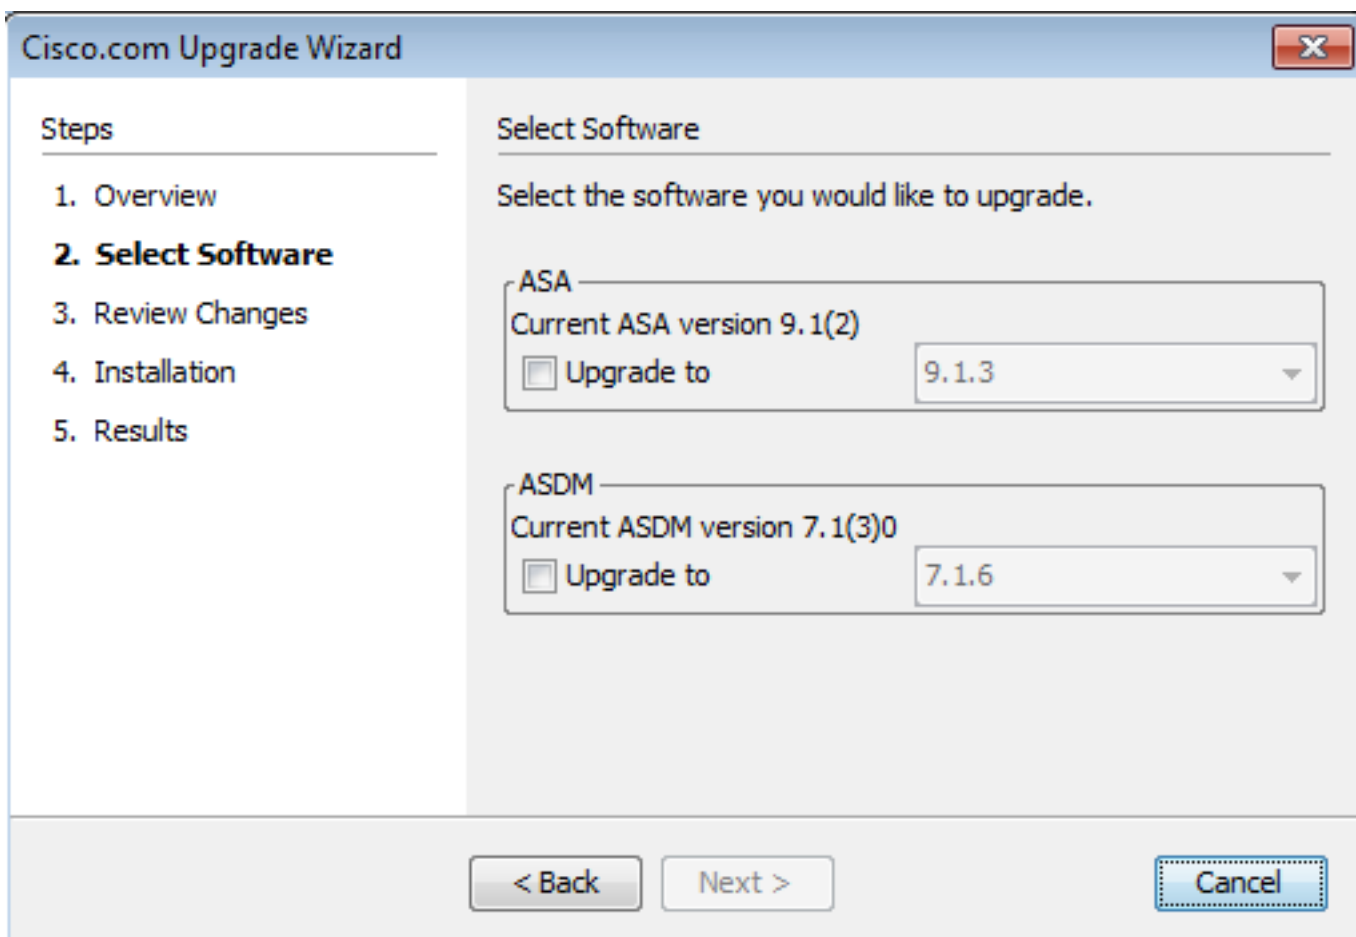 Cisco.com Upgrade Wizard
Steps
1. Overview
2. Select Software
3. Review Changes
4. Installation
5. Results
Select Software
Select the software you would like to upgrade.
ASA
Current ASA version 9.1(2)
Upgrade to 9.1.3
ASDM
Current ASDM version 7.1(3)0
Upgrade to 7.1.6
< Back Next > Cancel